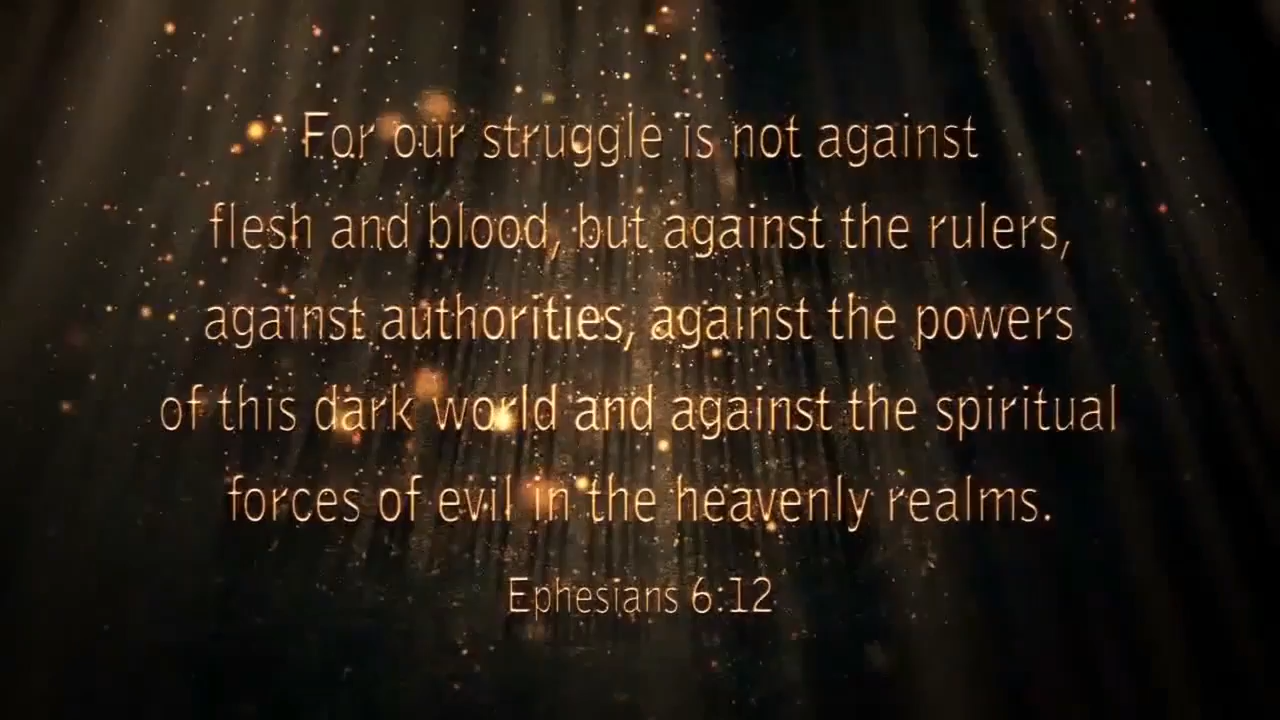 For our struggle is not against
flesh and blood, but against the rulers,
against authorities, against the powers
of this dark world and against the spiritual
forces of evil in the heavenly realms.
Ephesians 6:12